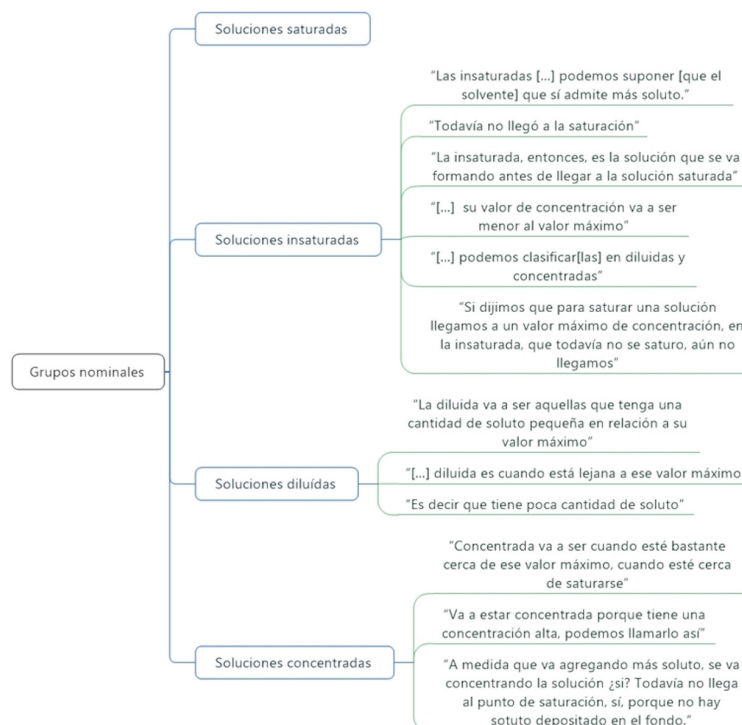 Soluciones saturadas
“Las insaturadas [...] podemos suponer [que el
solvente] que sí admite más soluto.”
“Todavía no llegó a la saturación”
“La insaturada, entonces, es la solución que se va
formando antes de llegar a la solución saturada”
Soluciones insaturadas
“[...] su valor de concentración va a ser
menor al valor máximo”
“[...] podemos clasificar[las] en diluidas y
concentradas”
“Si dijimos que para saturar una solución
llegamos a un valor máximo de concentración, en
la insaturada, que todavía no se saturo, aún no
llegamos”
Grupos nominales
“La diluida va a ser aquellas que tenga una
cantidad de soluto pequeña en relación a su
valor máximo”
Soluciones diluídas
“[...] diluida es cuando está lejana a ese valor máximo
“Es decir que tiene poca cantidad de soluto”
“Concentrada va a ser cuando esté bastante
cerca de ese valor máximo, cuando esté cerca
de saturarse”
“Va a estar concentrada porque tiene una
concentración alta, podemos llamarlo así”
Soluciones concentradas
“A medida que va agregando más soluto, se va
concentrando la solución ¿si? Todavía no llega
al punto de saturación, sí, porque no hay
sotuto depositado en el fondo.”